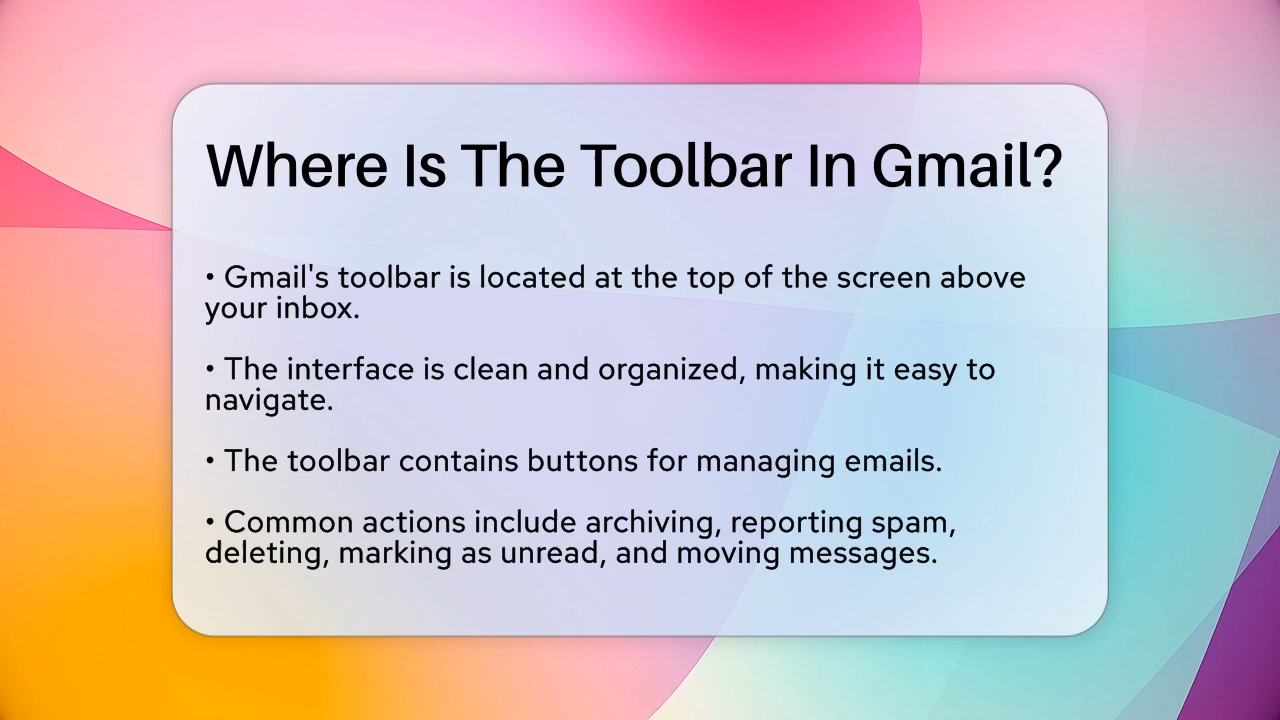 Where Is The Toolbar In Gmail?
• Gmail's toolbar is located at the top of the screen above
your inbox.
• The interface is clean and organized, making it easy to
navigate.
• The toolbar contains buttons for managing emails.
• Common actions include archiving, reporting spam,
deleting, marking as unread, and moving messages.